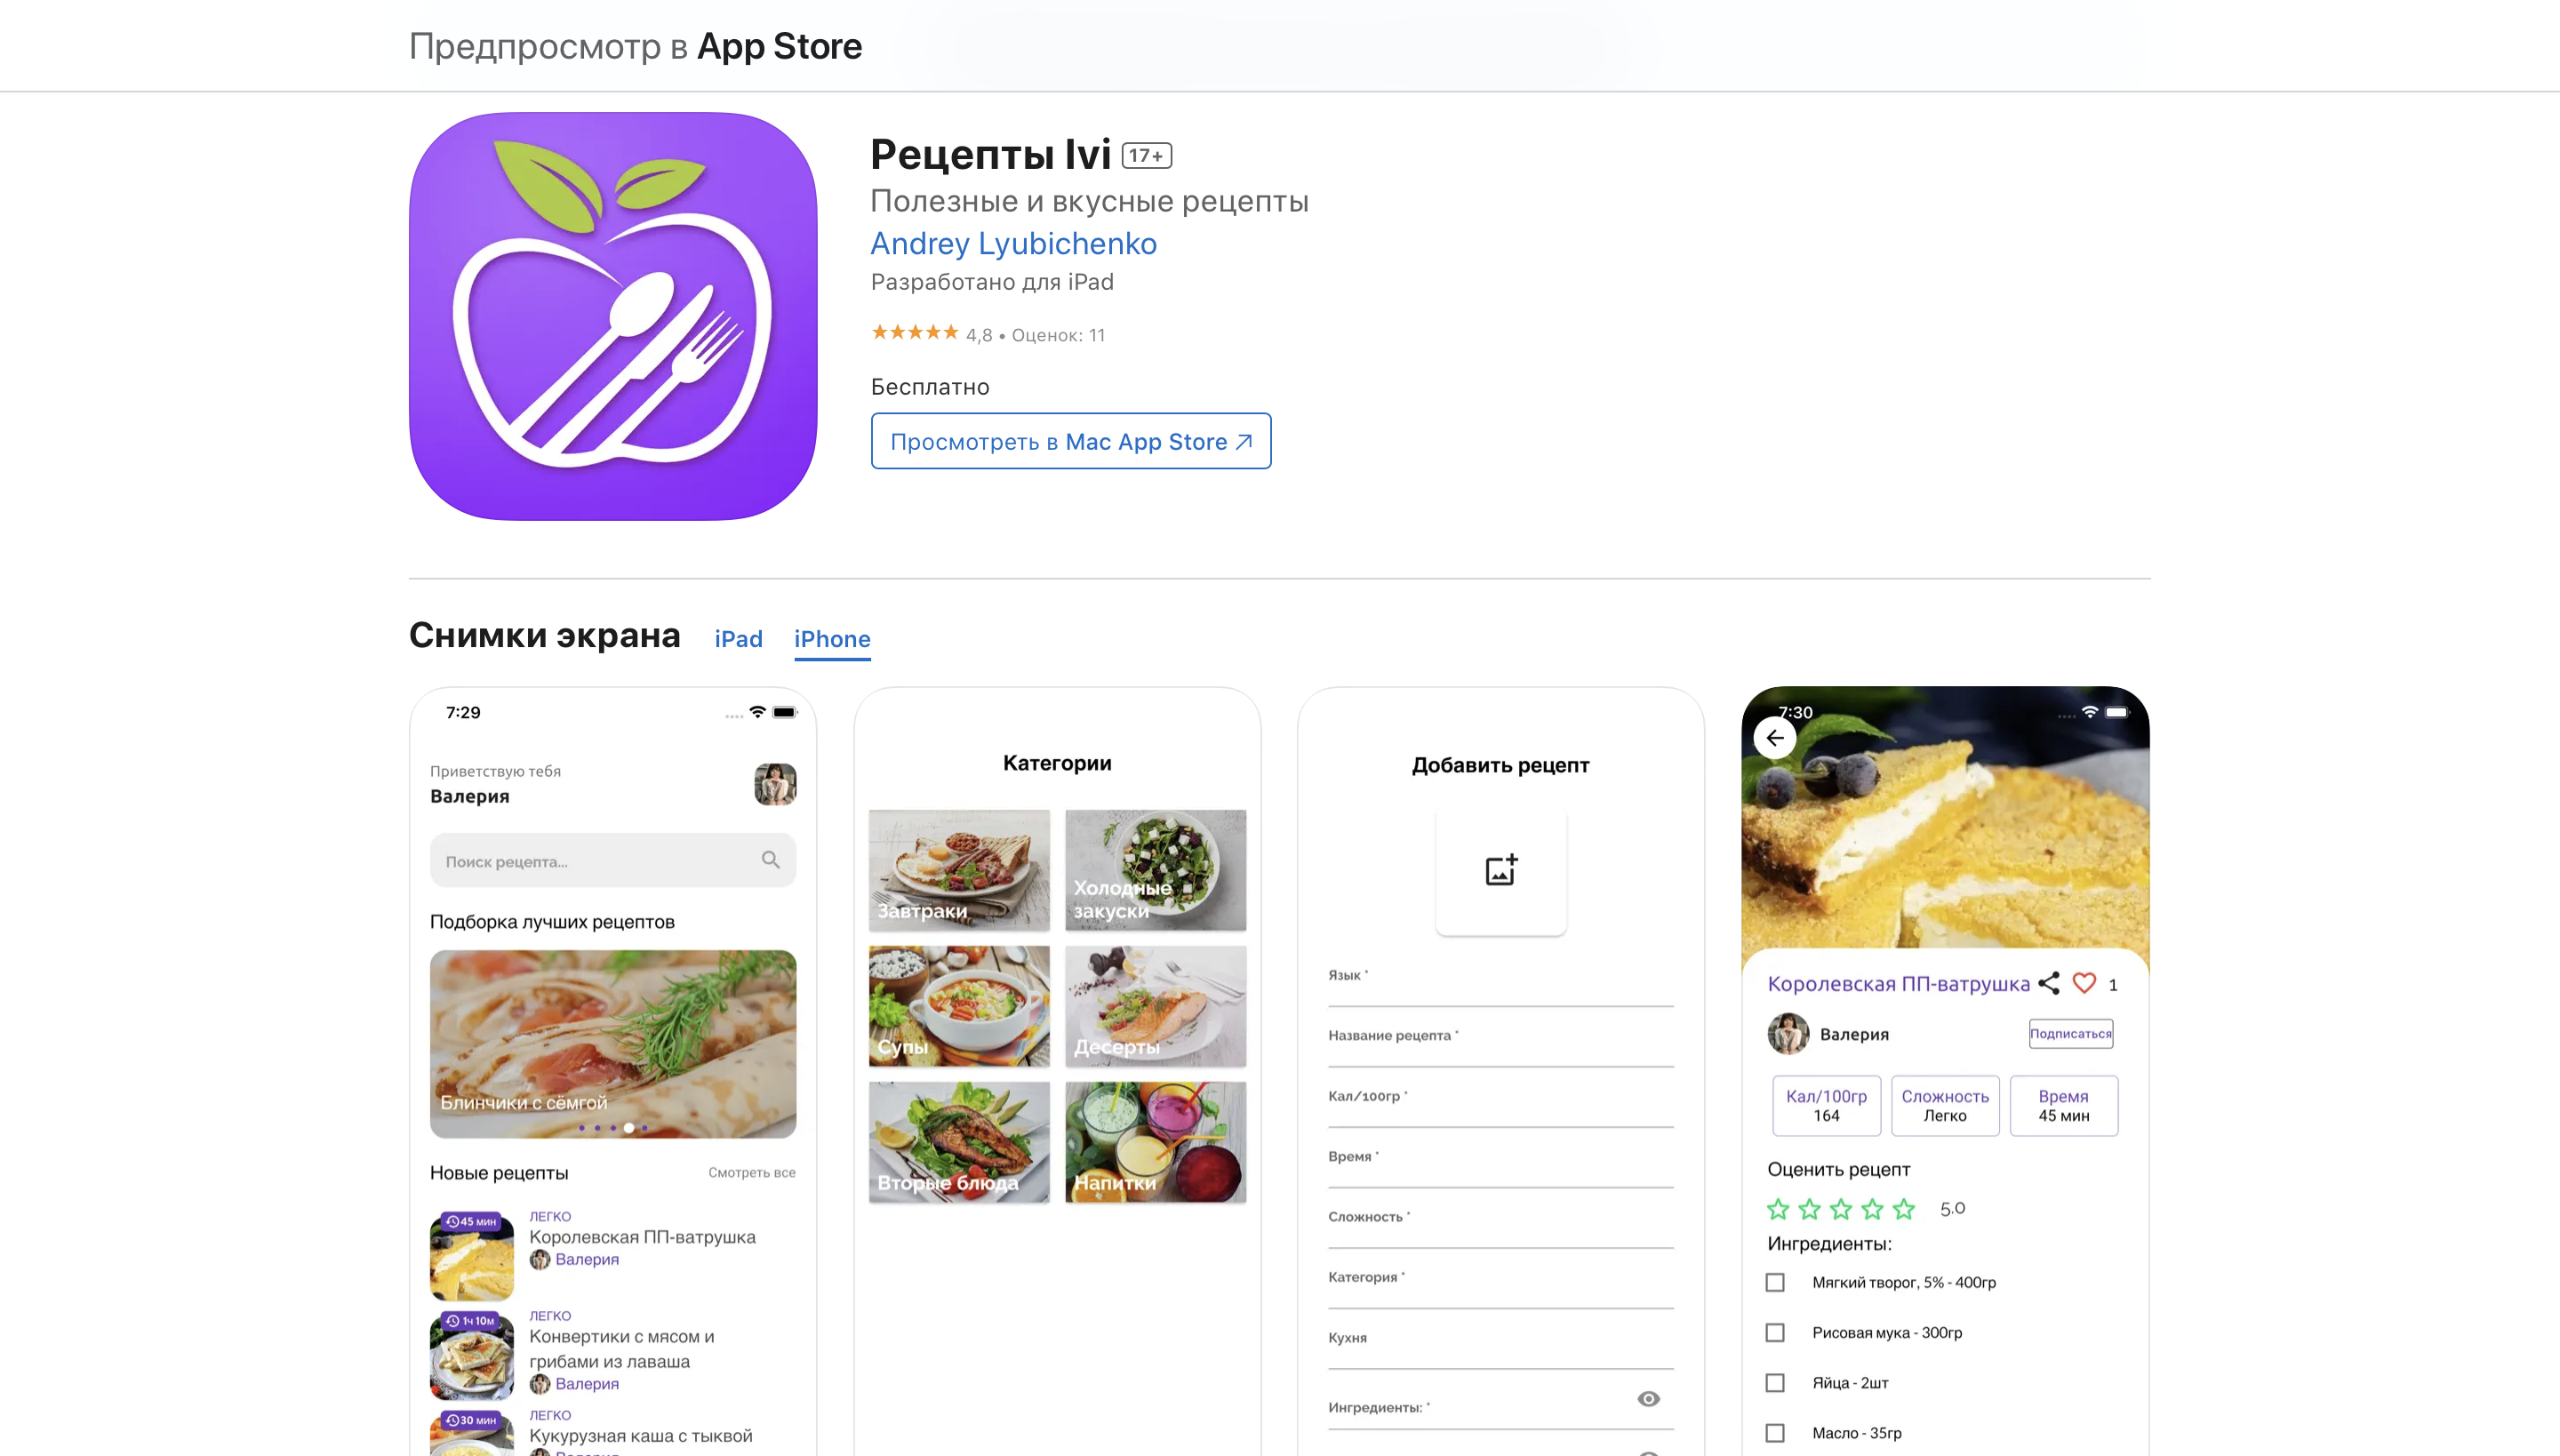 Предпросмотр в App Store
Рецепты Ivi 17+
Полезные и вкусные рецепты
Andrey Lyubichenko
Разработано для iPad
4,8 • Оценок: 11
Бесплатно
Просмотреть в Mac App Store
Снимки экрана iPad iPhone
7:29
Приветствую тебя
Валерия
Поиск рецепта...
Подборка лучших рецептов
Блинчики с сёмгой
Новые рецепты Смотреть все
45 мин
ЛЕГКО
Королевская ПП-ватрушка
Валерия
1ч 10м
ЛЕГКО
Конвертики с мясом и
грибами из лаваша
Валерия
30 мин
ЛЕГКО
Кукурузная каша с тыквой
Категории
Завтраки
Холодные
закуски
Супы
Десерты
Вторые блюда
Напитки
Добавить рецепт
Язык *
Название рецепта *
Кал/100гр *
Время *
Сложность *
Категория *
Кухня
Ингредиенты: *
7:30
Королевская ПП-ватрушка 1
Валерия Подписаться
Кал/100гр
164
Сложность
Легко
Время
45 мин
Оценить рецепт
5.0
Ингредиенты:
Мягкий творог, 5% - 400гр
Рисовая мука - 300гр
Яйца - 2шт
Масло - 35гр